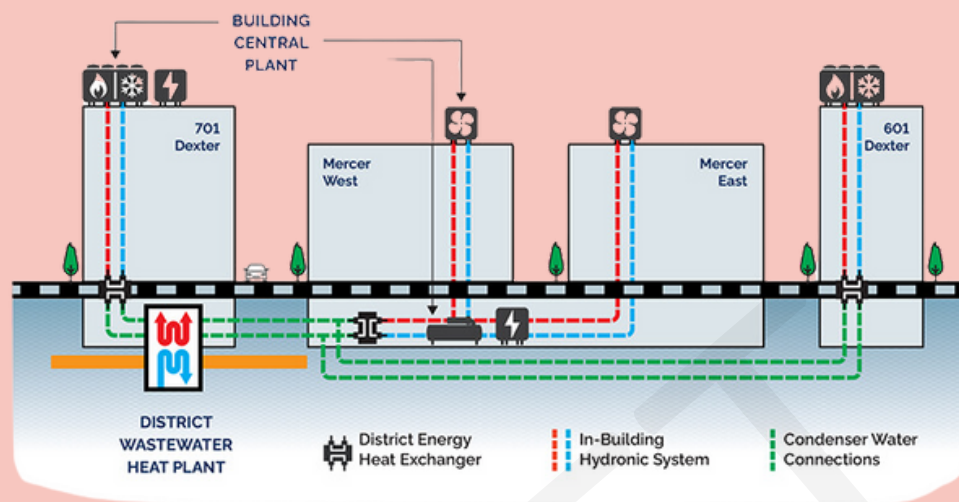 BUILDING
CENTRAL
PLANT
701
Dexter
Mercer
West
Mercer
East
601
Dexter
DISTRICT
WASTEWATER
HEAT PLANT
District Energy
Heat Exchanger
In-Building
Hydronic System
Condenser Water
Connections